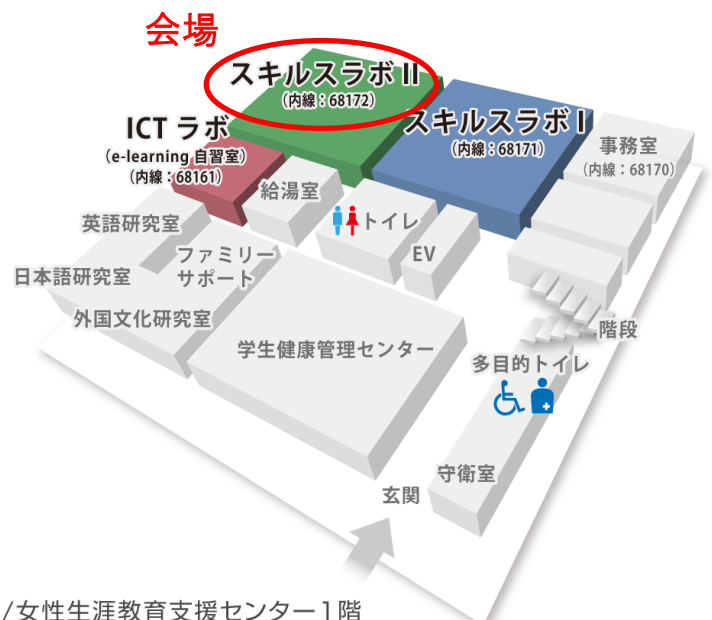 会場
スキルスラボⅡ
(内線：68172)
スキルスラボⅠ
(内線：68171)
ICT ラボ
(e-learning 自習室)
(内線：68161)
事務室
(内線：68170)
給湯室
トイレ
EV
英語研究室
ファミリー
サポート
日本語研究室
外国文化研究室
学生健康管理センター
階段
多目的トイレ
守衛室
玄関
/女性生涯教育支援センター1階